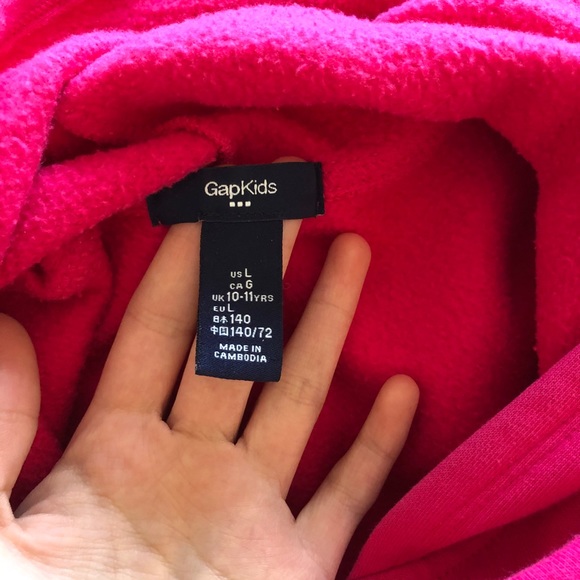 GapKids
US L
CA G
UK 10-11YRS
EU L
日本 140
中国 140/72
MADE IN
CAMBODIA